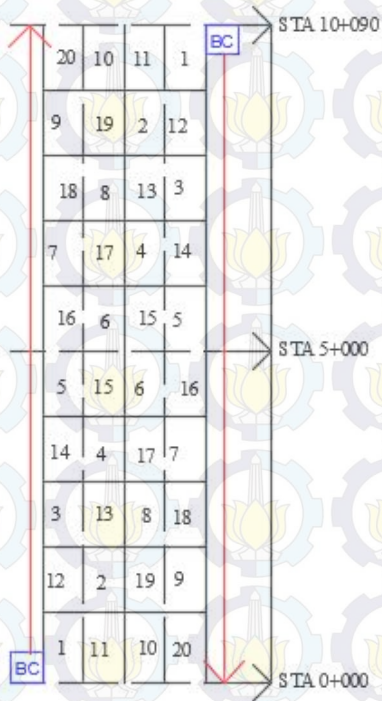 STA 10+090
BC
20 10 11 1
9 19 2 12
18 8 13 3
7 17 4 14
16 6 15 5
STA 5+000
5 15 6 16
14 4 17 7
3 13 8 18
12 2 19 9
1 11 10 20
BC
STA 0+000